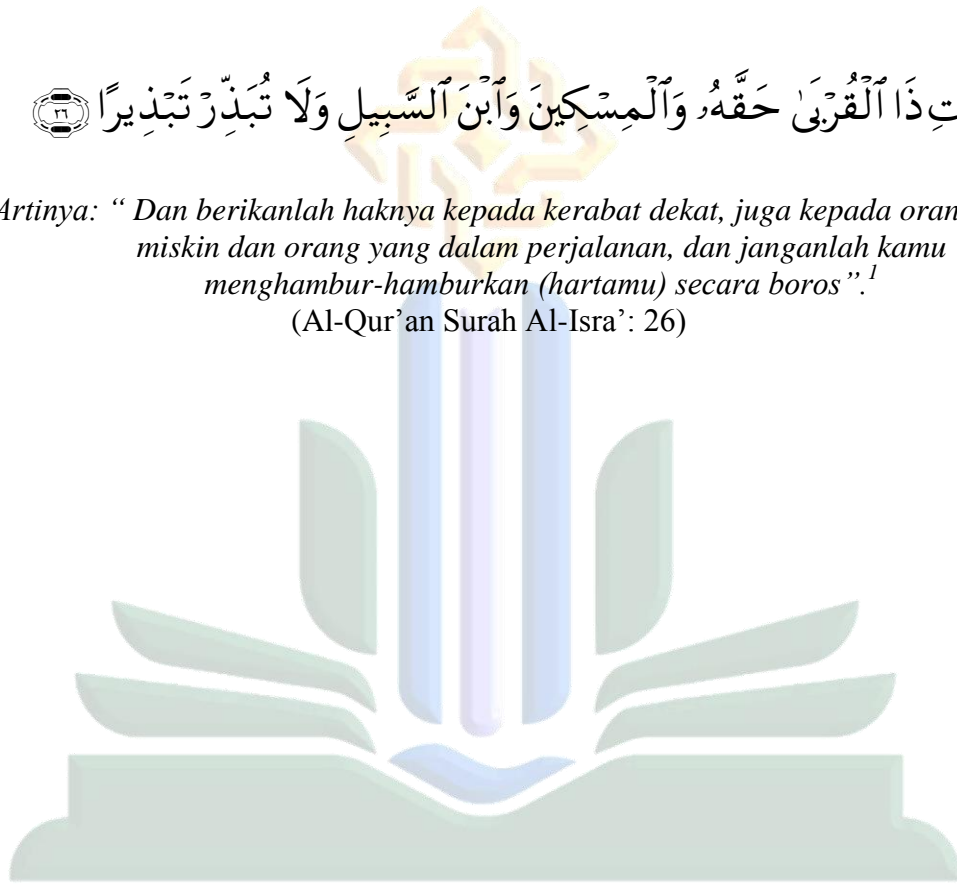 تِ ذَا ٱلْقُرْبَىٰ حَقَّهُۥ وَٱلْمِسْكِينَ وَٱبْنَ ٱلسَّبِيلِ وَلَا تُبَذِّرْ تَبْذِيرًا ۝٢٦
Artinya: “ Dan berikanlah haknya kepada kerabat dekat, juga kepada oran
miskin dan orang yang dalam perjalanan, dan janganlah kamu
menghambur-hamburkan (hartamu) secara boros”.¹
(Al-Qur’an Surah Al-Isra’: 26)